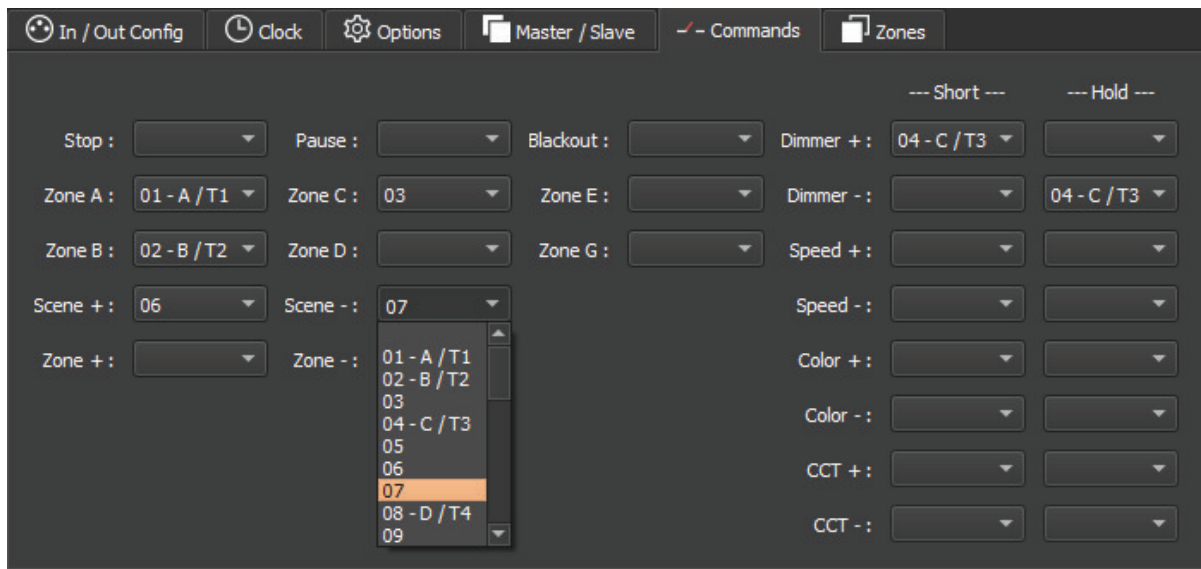 In / Out Config Clock Options Master / Slave Commands Zones
--- Short --- --- Hold ---
Stop : Pause : Blackout : Dimmer + : 04 - C / T3
Zone A : 01 - A / T1 Zone C : 03 Zone E : Dimmer - : 04 - C / T3
Zone B : 02 - B / T2 Zone D : Zone G : Speed + :
Scene + : 06 Scene - : 07 Speed - :
Zone + : Zone - : Color + :
01 - A / T1
02 - B / T2
03
04 - C / T3
05
06
07
08 - D / T4
09
Color - :
CCT + :
CCT - :